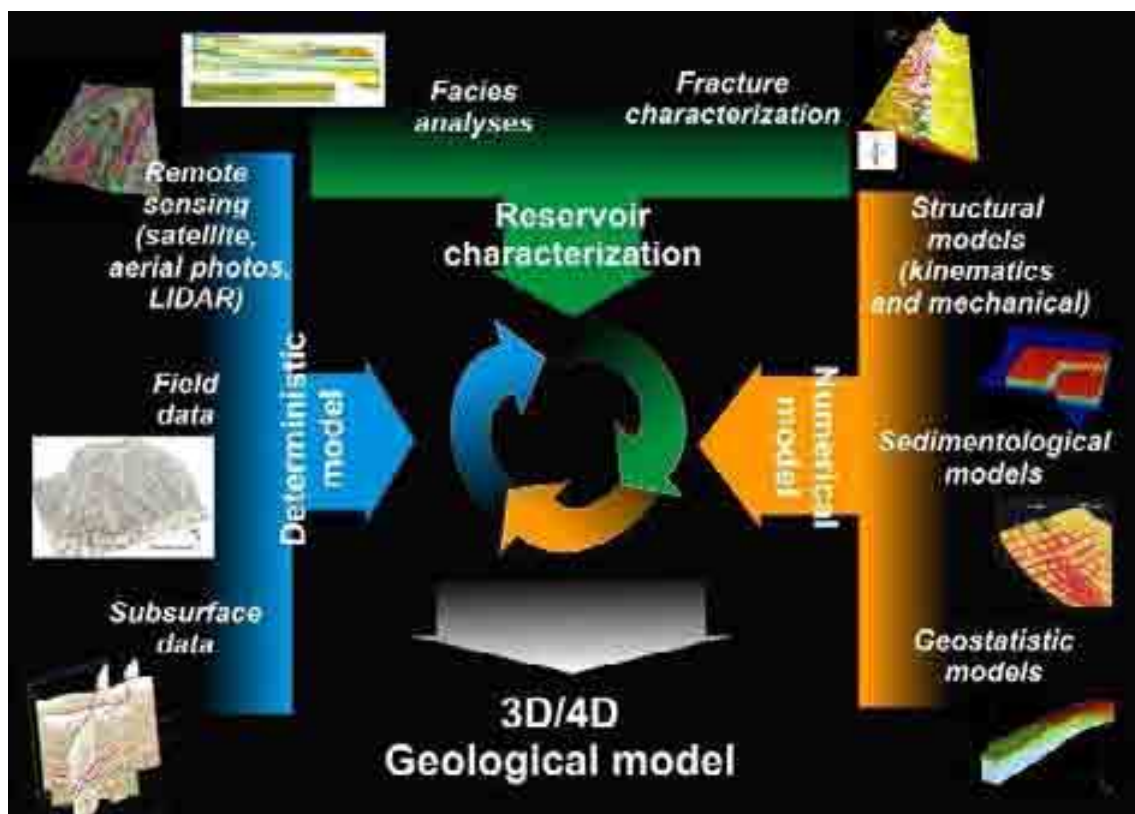 Facies
analyses
Fracture
characterization
Remote
sensing
(satellite,
aerial photos,
LIDAR)
Reservoir
characterization
Structural
models
(kinematics
and mechanical)
Field
data
Deterministic
model
Numerical
model
Sedimentological
models
Subsurface
data
Geostatistic
models
3D/4D
Geological model